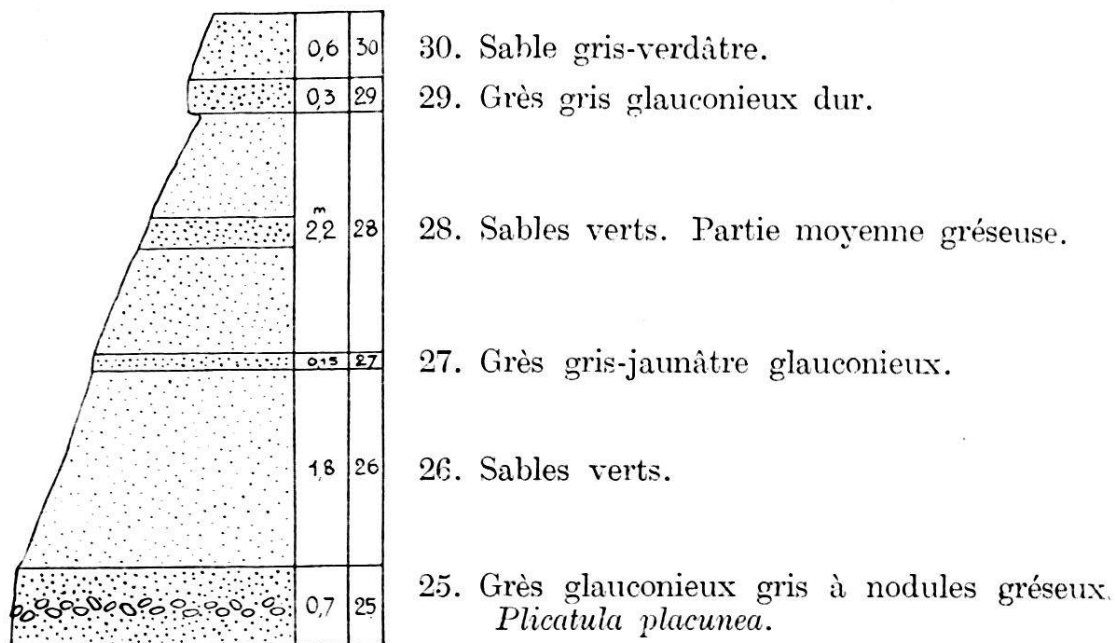 0,6 30 30. Sable gris-verdâtre.
0,3 29 29. Grès gris glauconieux dur.
m
2,2 28 28. Sables verts. Partie moyenne gréseuse.
0,15 27 27. Grès gris-jaunâtre glauconieux.
1,8 26 26. Sables verts.
0,7 25 25. Grès glauconieux gris à nodules gréseux.
Plicatula placunea.